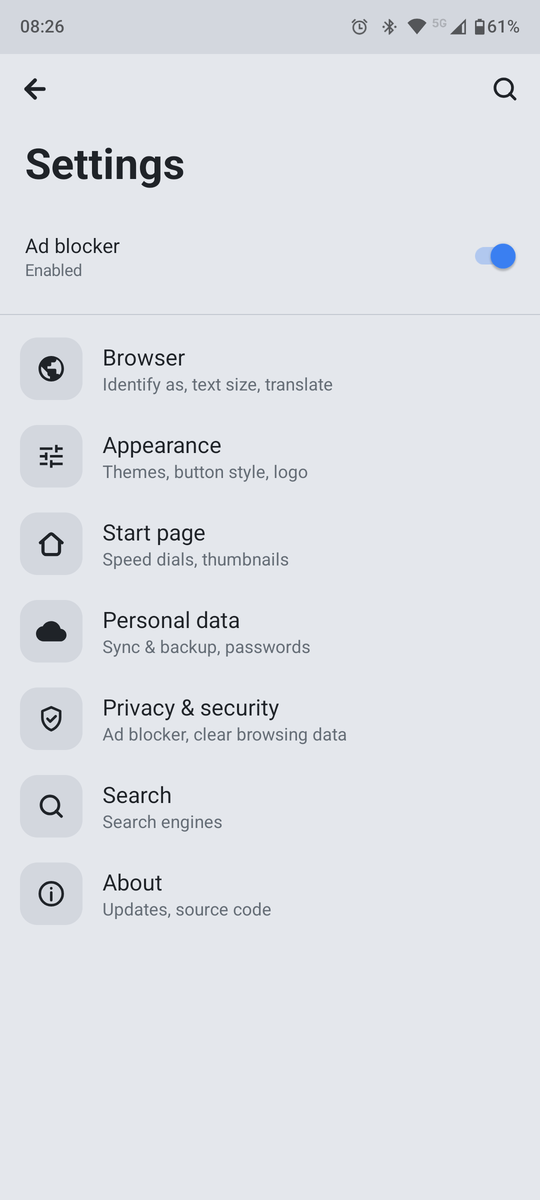 08:26
5G
61%
Settings
Ad blocker
Enabled
Browser
Identify as, text size, translate
Appearance
Themes, button style, logo
Start page
Speed dials, thumbnails
Personal data
Sync & backup, passwords
Privacy & security
Ad blocker, clear browsing data
Search
Search engines
About
Updates, source code